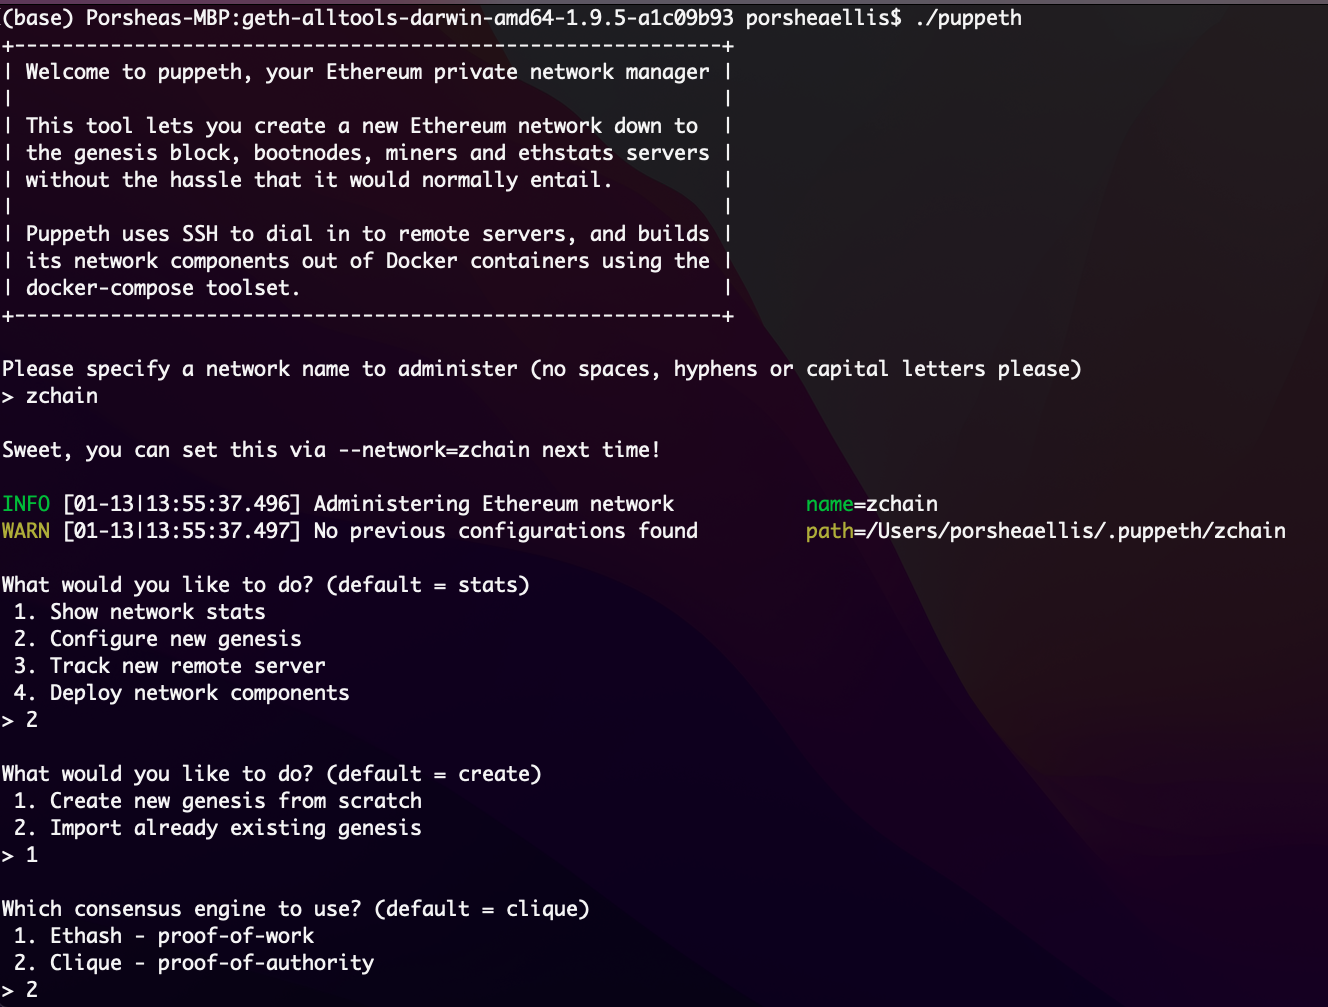 (base) Porsheas-MBP:geth-alltools-darwin-amd64-1.9.5-a1c09b93 porsheaellis$ ./puppeth
+-----------------------------------------------------------+
| Welcome to puppeth, your Ethereum private network manager |
|                                                           |
| This tool lets you create a new Ethereum network down to  |
| the genesis block, bootnodes, miners and ethstats servers |
| without the hassle that it would normally entail.         |
|                                                           |
| Puppeth uses SSH to dial in to remote servers, and builds |
| its network components out of Docker containers using the |
| docker-compose toolset.                                   |
+-----------------------------------------------------------+
Please specify a network name to administer (no spaces, hyphens or capital letters please)
> zchain
Sweet, you can set this via --network=zchain next time!
INFO [01-13|13:55:37.496] Administering Ethereum network           name=zchain
WARN [01-13|13:55:37.497] No previous configurations found         path=/Users/porsheaellis/.puppeth/zchain
What would you like to do? (default = stats)
 1. Show network stats
 2. Configure new genesis
 3. Track new remote server
 4. Deploy network components
> 2
What would you like to do? (default = create)
 1. Create new genesis from scratch
 2. Import already existing genesis
> 1
Which consensus engine to use? (default = clique)
 1. Ethash - proof-of-work
 2. Clique - proof-of-authority
> 2